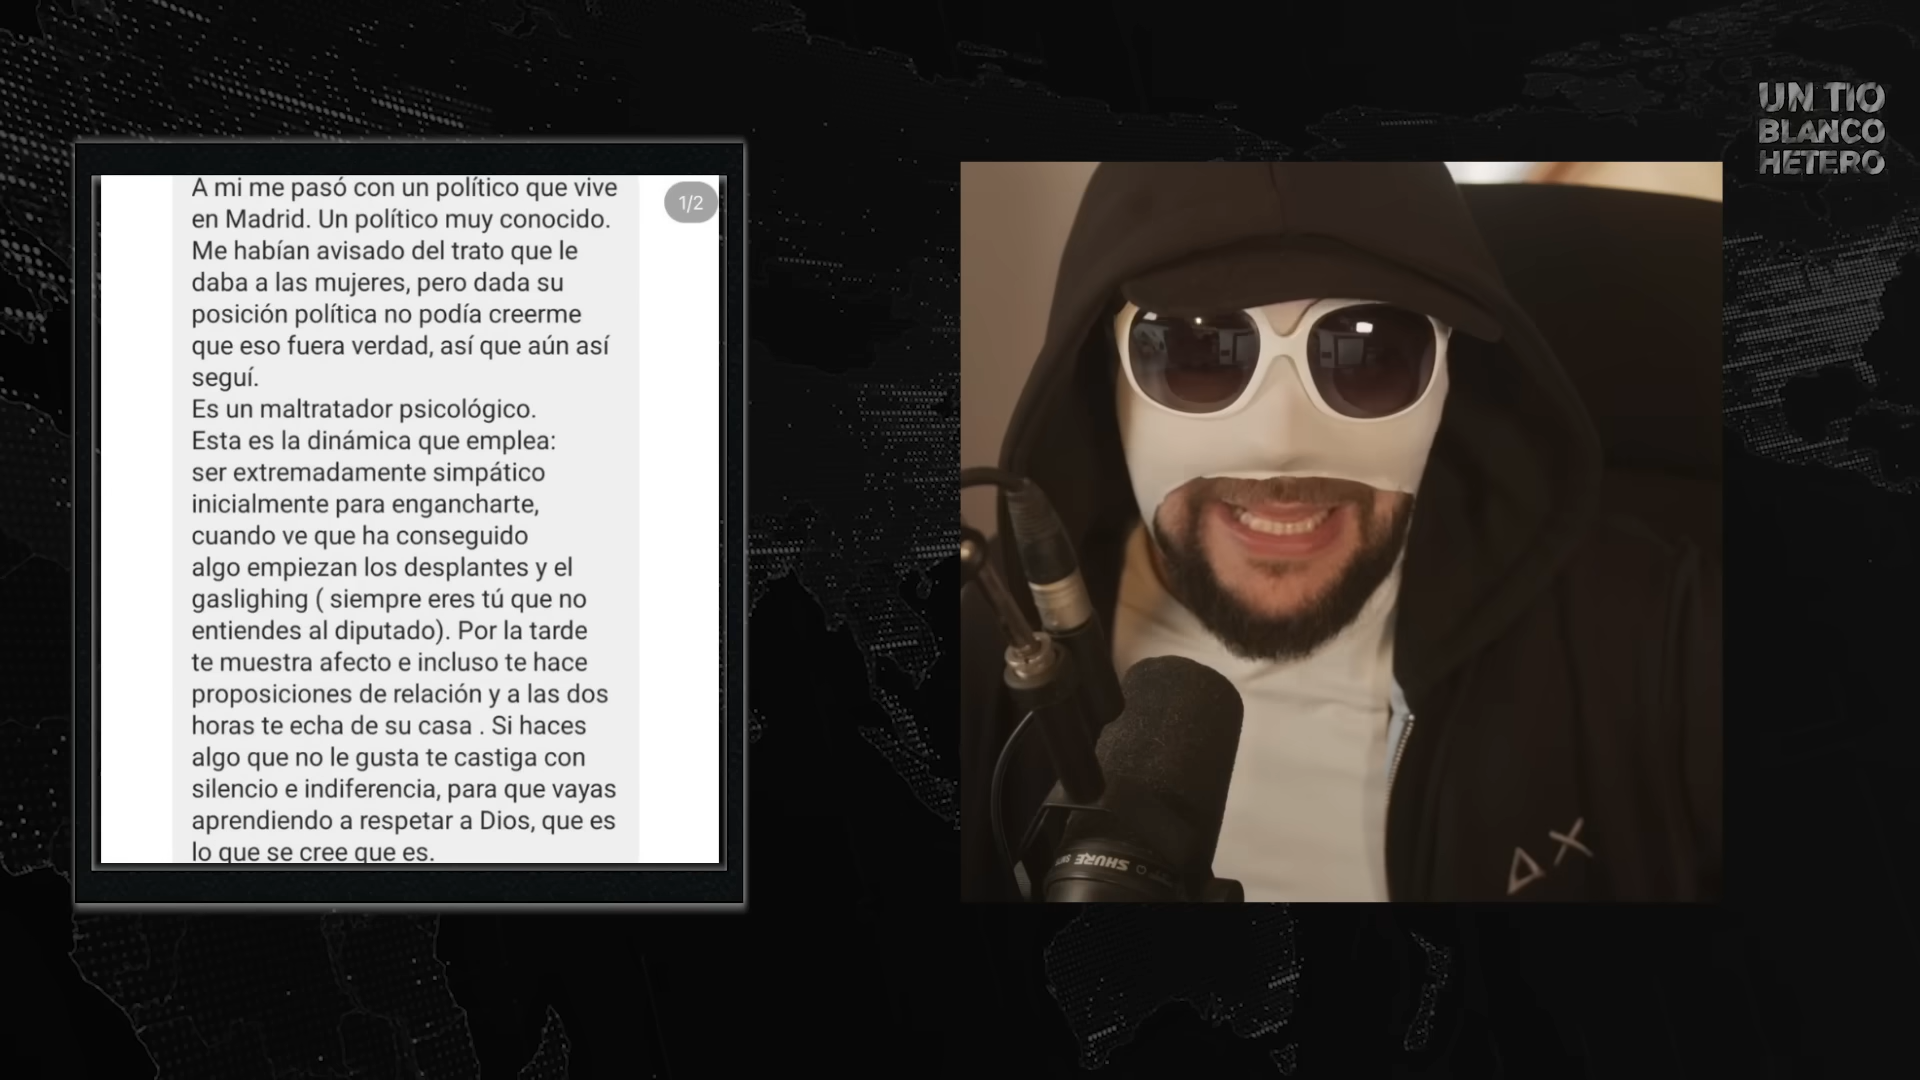 A mi me pasó con un político que vive
en Madrid. Un político muy conocido.
Me habían avisado del trato que le
daba a las mujeres, pero dada su
posición política no podía creerme
que eso fuera verdad, así que aún así
seguí.
Es un maltratador psicológico.
Esta es la dinámica que emplea:
ser extremadamente simpático
inicialmente para engancharte,
cuando ve que ha conseguido
algo empiezan los desplantes y el
gaslighing ( siempre eres tú que no
entiendes al diputado). Por la tarde
te muestra afecto e incluso te hace
proposiciones de relación y a las dos
horas te echa de su casa . Si haces
algo que no le gusta te castiga con
silencio e indiferencia, para que vayas
aprendiendo a respetar a Dios, que es
lo que se cree que es.
1/2
UN TIO
BLANCO
HETERO
SHURE